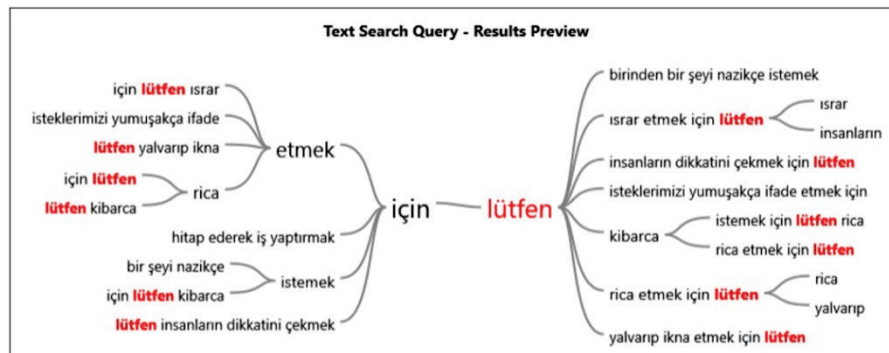 Text Search Query - Results Preview
için lütfen ısrar
isteklerimizi yumuşakça ifade
lütfen yalvarıp ikna
için lütfen
lütfen kibarca
rica
etmek
hitap ederek iş yaptırmak
bir şeyi nazikçe
için lütfen kibarca
istemek
lütfen insanların dikkatini çekmek
için
lütfen
birinden bir şeyi nazikçe istemek
ısrar etmek için lütfen
ısrar
insanların
insanların dikkatini çekmek için lütfen
isteklerimizi yumuşakça ifade etmek için
kibarca
istemek için lütfen rica
rica etmek için lütfen
rica etmek için lütfen
rica
yalvarıp
yalvarıp ikna etmek için lütfen